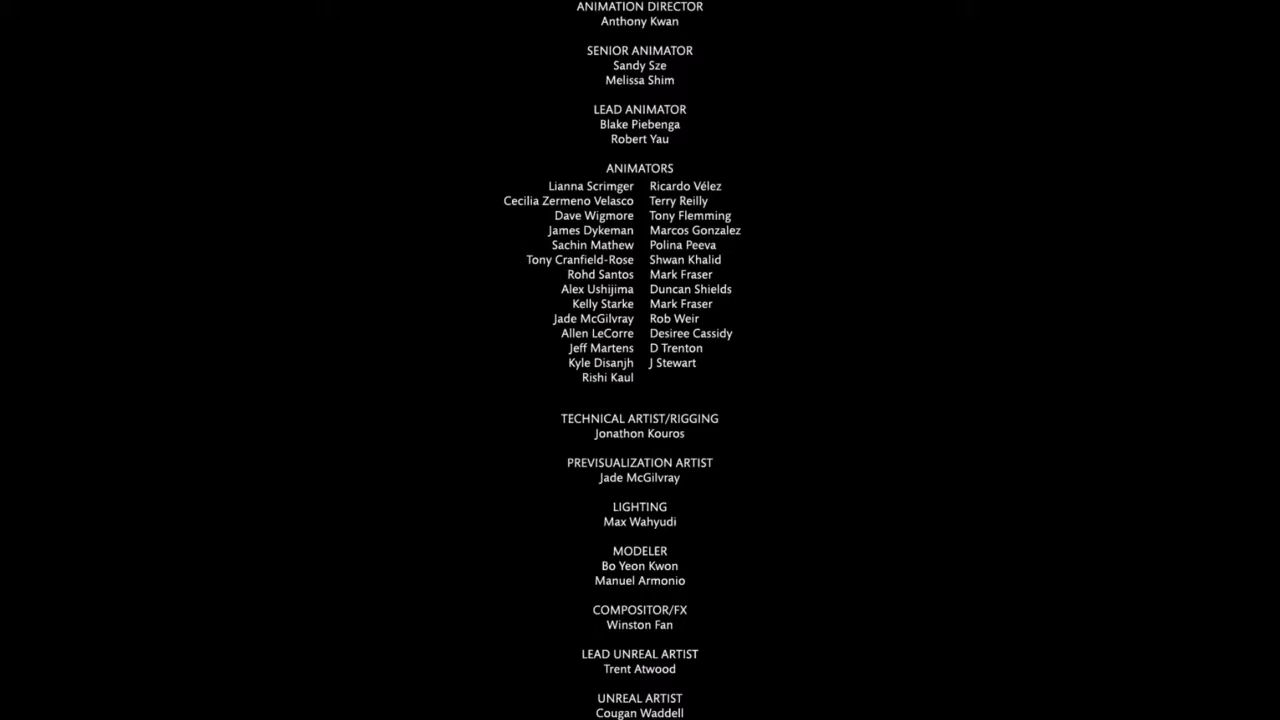 ANIMATION DIRECTOR
Anthony Kwan
SENIOR ANIMATOR
Sandy Sze
Melissa Shim
LEAD ANIMATOR
Blake Piebenga
Robert Yau
ANIMATORS
Lianna Scrimger Ricardo Vélez
Cecilia Zermeno Velasco Terry Reilly
Dave Wigmore Tony Flemming
James Dykeman Marcos Gonzalez
Sachin Mathew Polina Peeva
Tony Cranfield-Rose Shwan Khalid
Rohd Santos Mark Fraser
Alex Ushijima Duncan Shields
Kelly Starke Mark Fraser
Jade McGilvray Rob Weir
Allen LeCorre Desiree Cassidy
Jeff Martens D Trenton
Kyle Disanjh J Stewart
Rishi Kaul
TECHNICAL ARTIST/RIGGING
Jonathon Kouros
PREVISUALIZATION ARTIST
Jade McGilvray
LIGHTING
Max Wahyudi
MODELER
Bo Yeon Kwon
Manuel Armonio
COMPOSITOR/FX
Winston Fan
LEAD UNREAL ARTIST
Trent Atwood
UNREAL ARTIST
Cougan Waddell